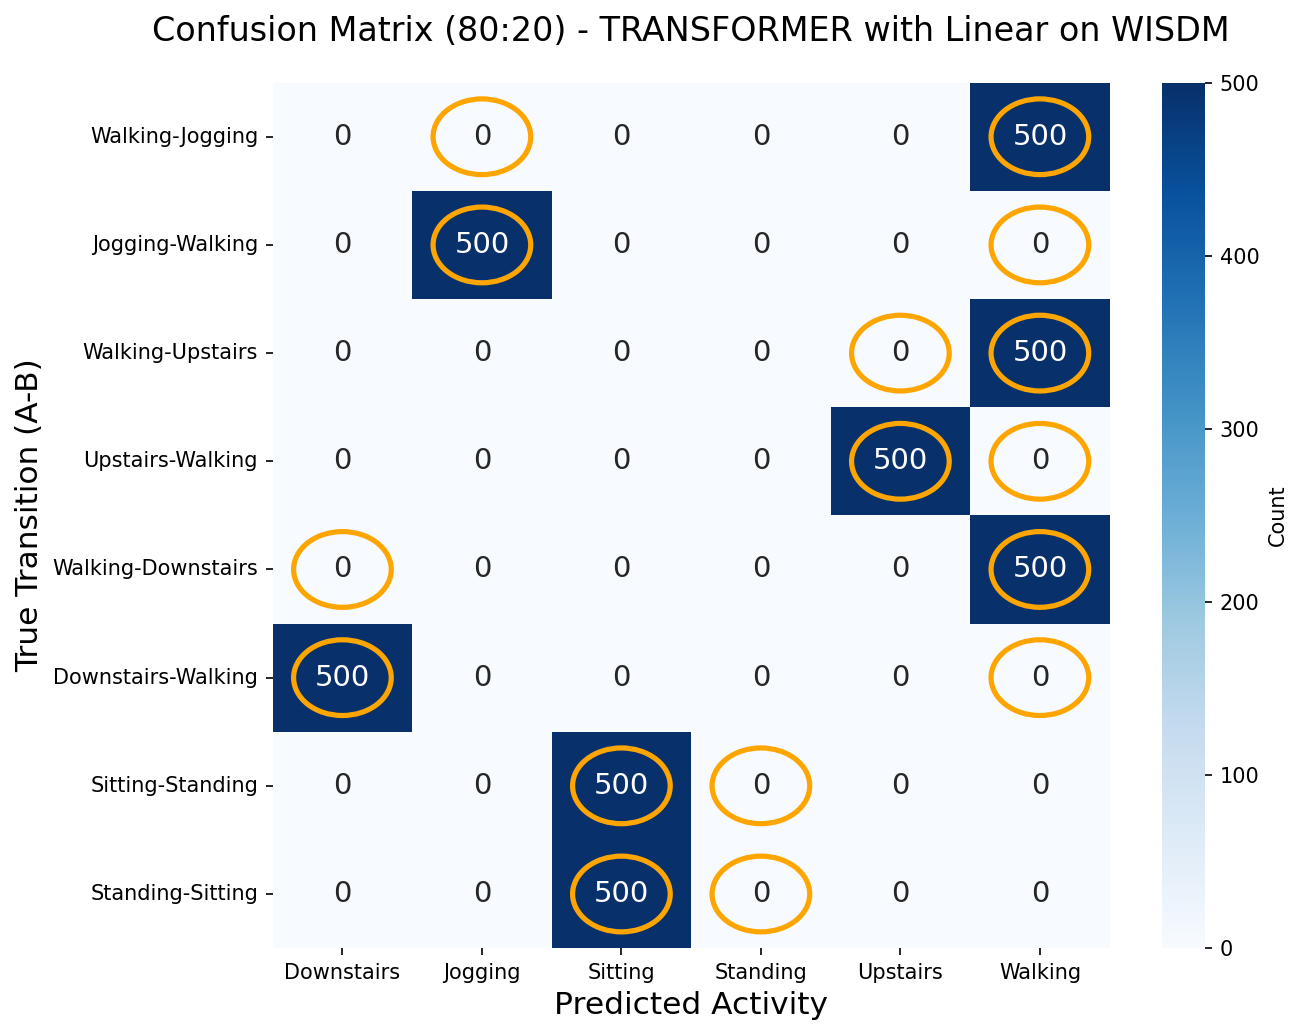 Confusion Matrix (80:20) - TRANSFORMER with Linear on WISDM
True Transition (A-B)
Walking-Jogging 0 0 0 0 0 500
Jogging-Walking 0 500 0 0 0 0
Walking-Upstairs 0 0 0 0 0 500
Upstairs-Walking 0 0 0 0 500 0
Walking-Downstairs 0 0 0 0 0 500
Downstairs-Walking 500 0 0 0 0 0
Sitting-Standing 0 0 500 0 0 0
Standing-Sitting 0 0 500 0 0 0
Downstairs Jogging Sitting Standing Upstairs Walking
Predicted Activity
500
400
300
200
100
0
Count